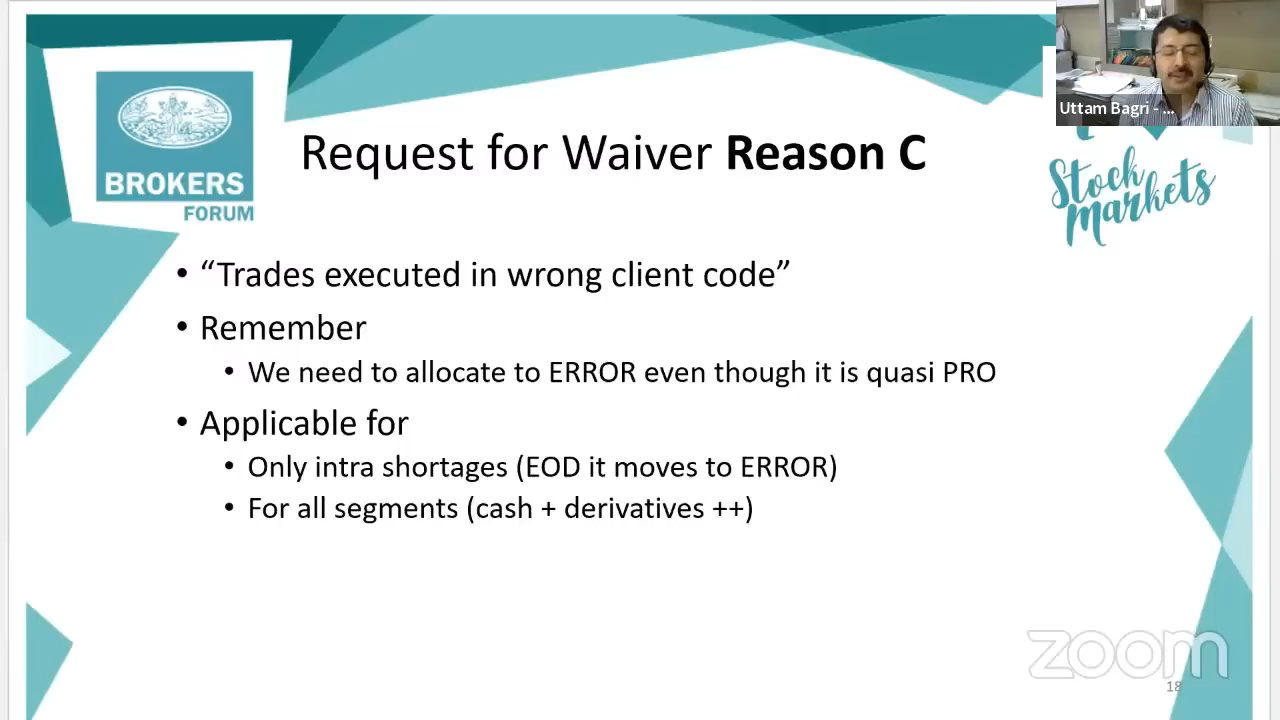 Uttam Bagri - ...
BROKERS
FORUM
Request for Waiver Reason C
Stock
markets
• “Trades executed in wrong client code”
• Remember
• We need to allocate to ERROR even though it is quasi PRO
• Applicable for
• Only intra shortages (EOD it moves to ERROR)
• For all segments (cash + derivatives ++)
zoom
18